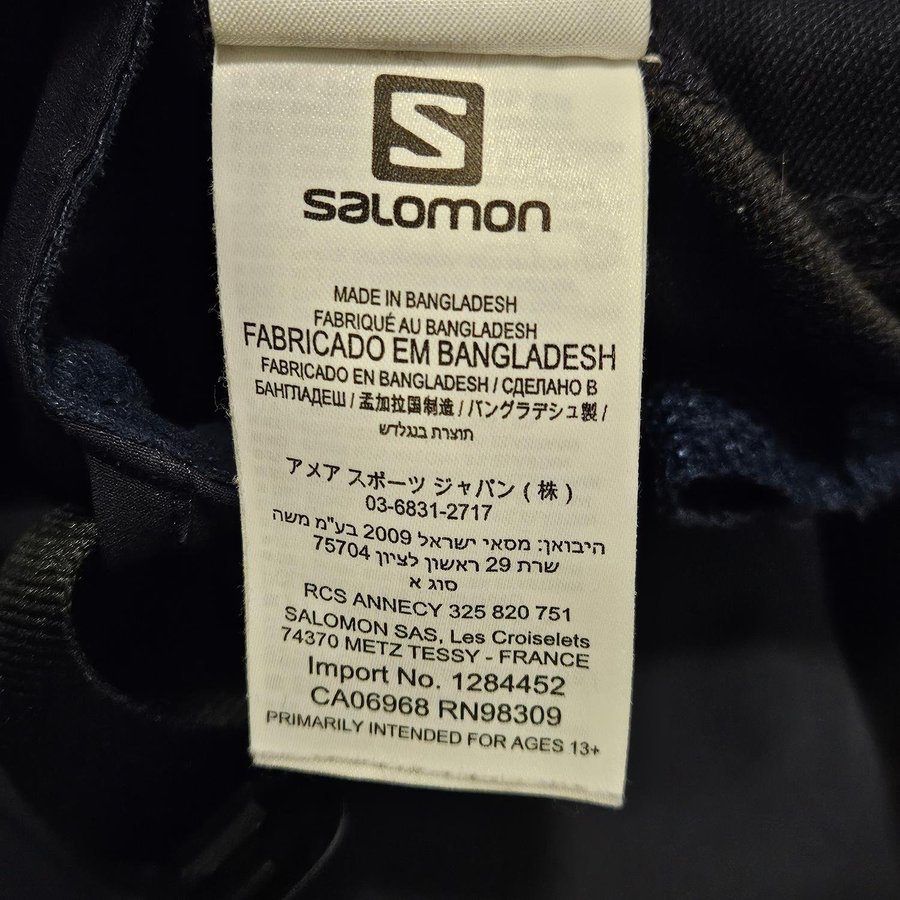 S
SALOMON
MADE IN BANGLADESH
FABRIQUÉ AU BANGLADESH
FABRICADO EM BANGLADESH
FABRICADO EN BANGLADESH / СДЕЛАНО В
БАНГЛАДЕШ / 孟加拉国制造 / バングラデシュ製 /
תוצרת בנגלדש
アメア スポーツ ジャパン ( 株 )
03-6831-2717
היבואן: מסאי ישראל 2009 בע"מ משה
שרת 29 ראשון לציון 75704
סוג א
RCS ANNECY 325 820 751
SALOMON SAS, Les Croiselets
74370 METZ TESSY - FRANCE
Import No. 1284452
CA06968 RN98309
PRIMARILY INTENDED FOR AGES 13+